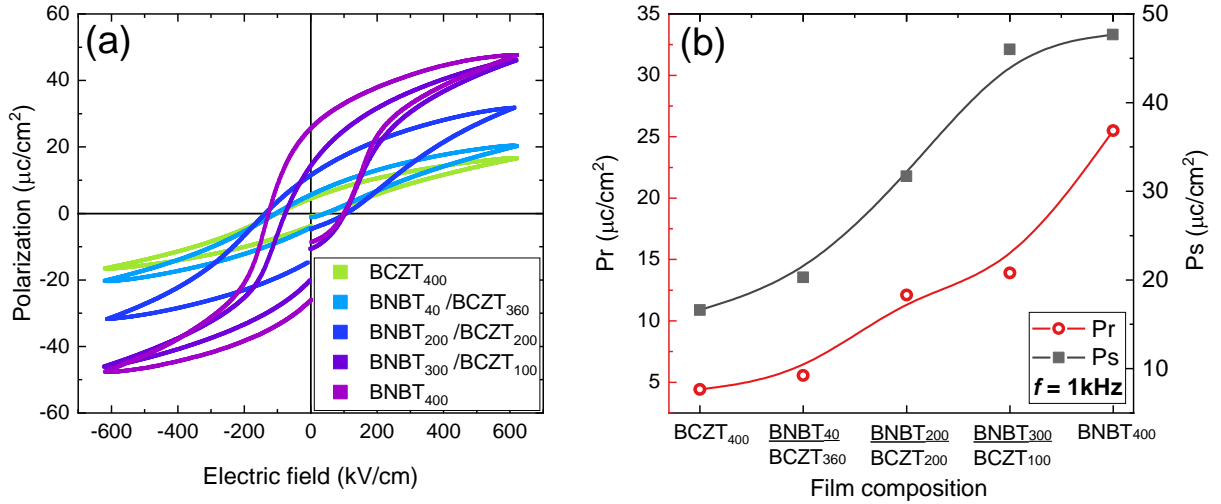 (a)
60
40
20
0
-20
-40
-60
Polarization (μc/cm²)
-600 -400 -200 0 200 400 600
Electric field (kV/cm)
BCZT₄₀₀
BNBT₄₀ /BCZT₃₆₀
BNBT₂₀₀ /BCZT₂₀₀
BNBT₃₀₀ /BCZT₁₀₀
BNBT₄₀₀
(b)
35
30
25
20
15
10
5
Pr (μc/cm²)
50
40
30
20
10
Ps (μc/cm²)
Pr
Ps
f = 1kHz
BCZT₄₀₀
BNBT₄₀
BCZT₃₆₀
BNBT₂₀₀
BCZT₂₀₀
BNBT₃₀₀
BCZT₁₀₀
BNBT₄₀₀
Film composition